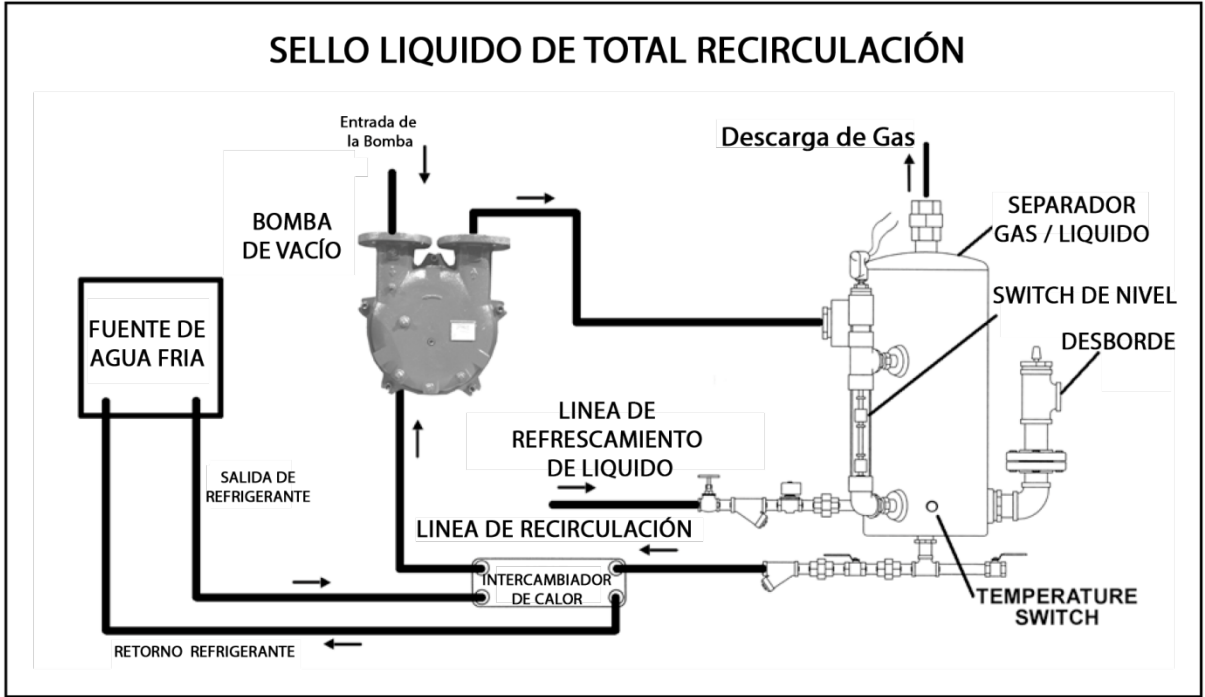 SELLO LIQUIDO DE TOTAL RECIRCULACIÓN
Entrada de
la Bomba
Descarga de Gas
BOMBA
DE VACÍO
SEPARADOR
GAS / LIQUIDO
SWITCH DE NIVEL
DESBORDE
FUENTE DE
AGUA FRIA
LINEA DE
REFRESCAMIENTO
DE LIQUIDO
SALIDA DE
REFRIGERANTE
LINEA DE RECIRCULACIÓN
INTERCAMBIADOR
DE CALOR
TEMPERATURE
SWITCH
RETORNO REFRIGERANTE